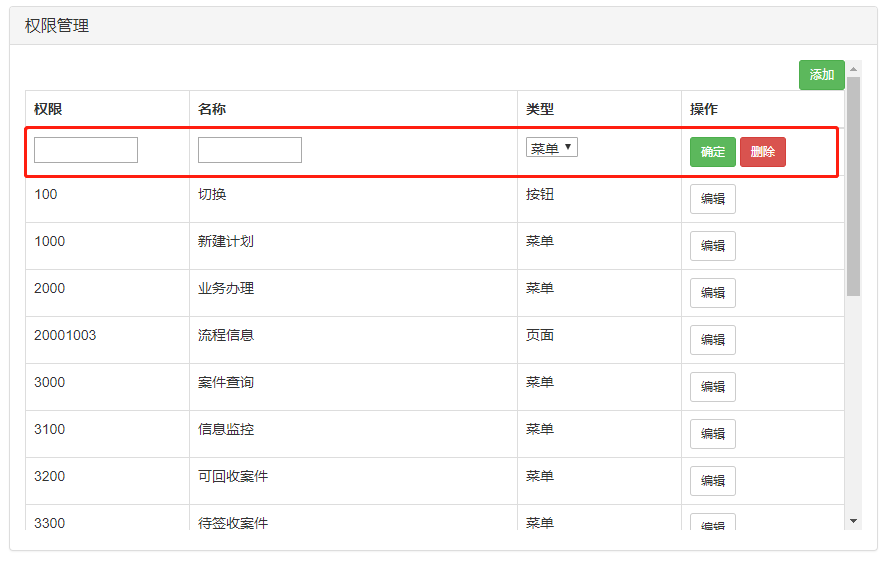 权限管理
添加
权限 名称 类型 操作
菜单 确定 删除
100 切换 按钮 编辑
1000 新建计划 菜单 编辑
2000 业务办理 菜单 编辑
20001003 流程信息 页面 编辑
3000 案件查询 菜单 编辑
3100 信息监控 菜单 编辑
3200 可回收案件 菜单 编辑
3300 待签收案件 菜单 编辑